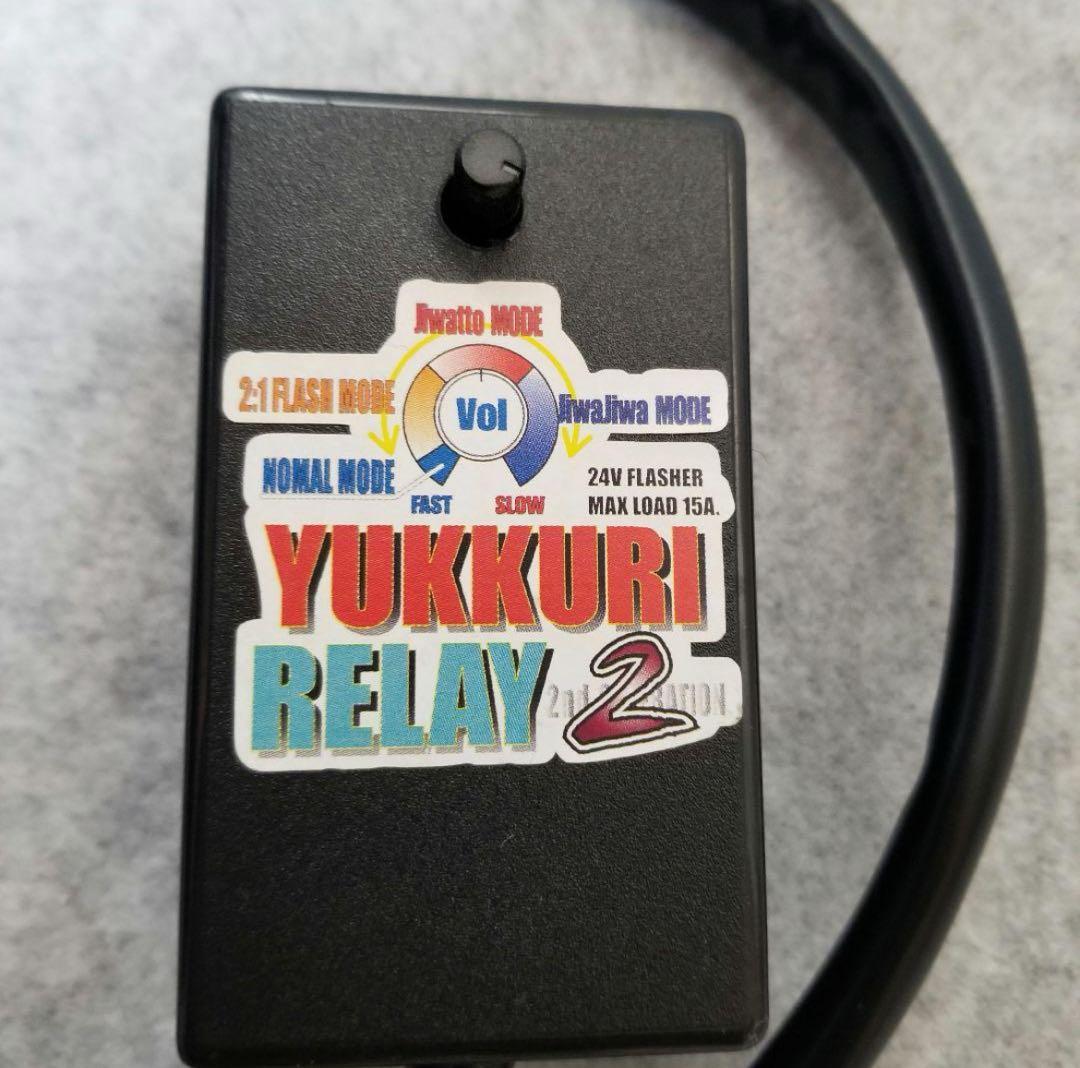 Jiwatto MODE
2:1 FLASH MODE
Vol
JiwaJiwa MODE
NOMAL MODE
FAST
SLOW
24V FLASHER
MAX LOAD 15A.
YUKKURI
RELAY 2
2nd